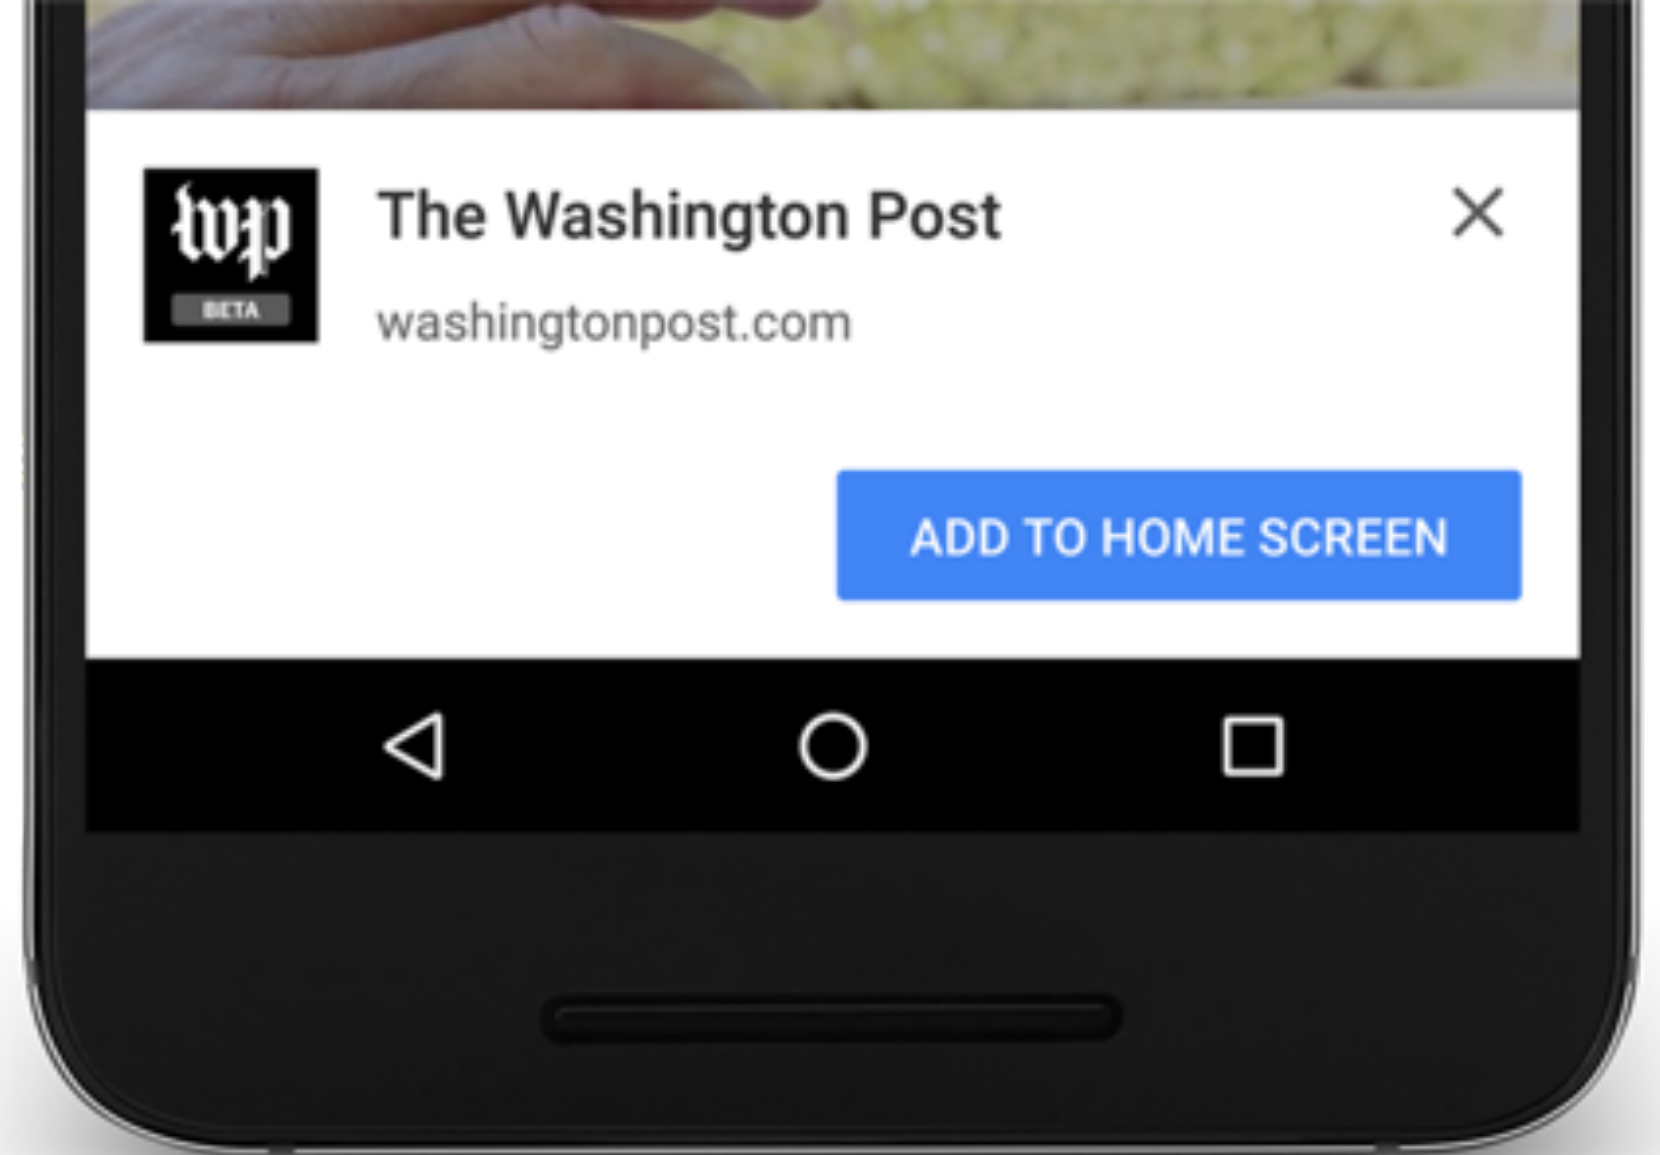 wp
BETA
The Washington Post
washingtonpost.com
ADD TO HOME SCREEN